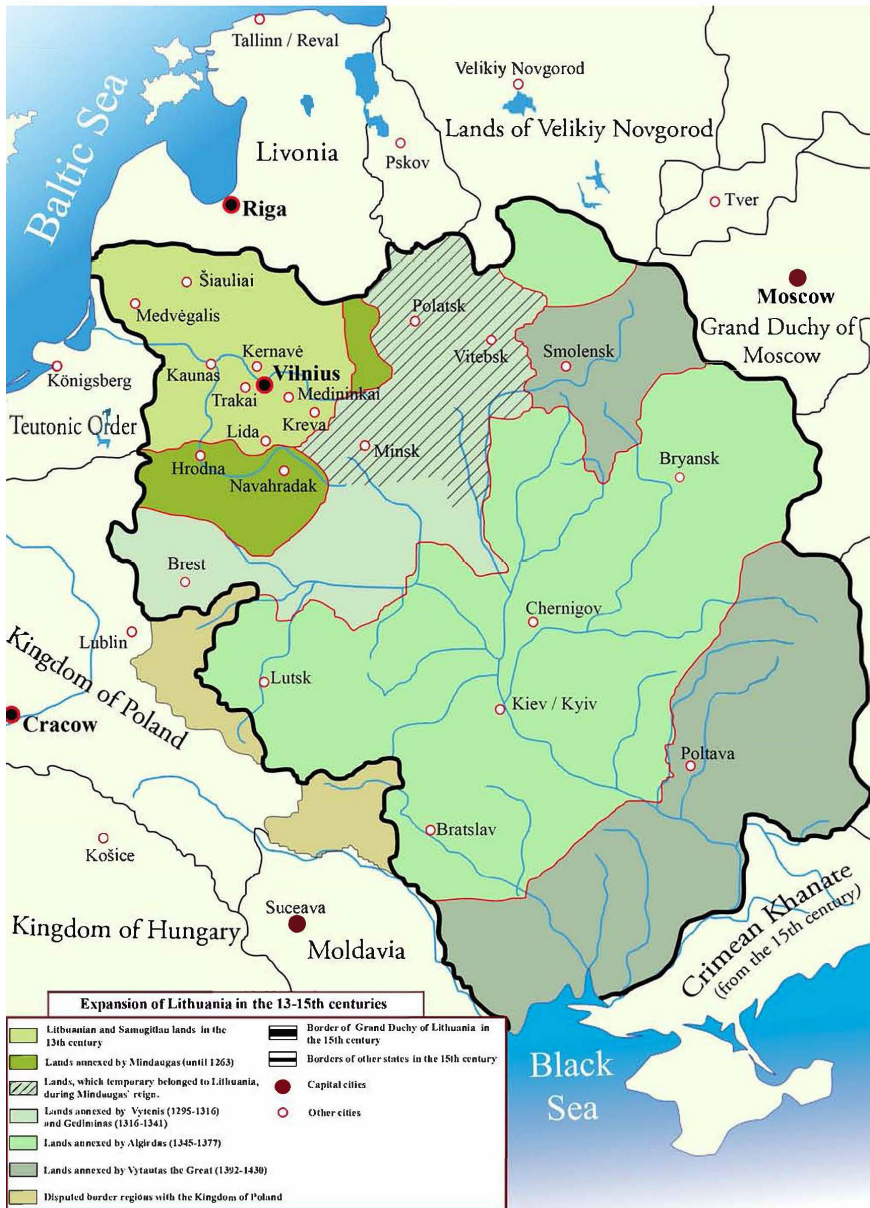 Tallinn / Reval
Velikiy Novgorod
Lands of Velikiy Novgorod
Baltic Sea
Livonia
Pskov
Riga
Tver
Šiauliai
Medvėgalis
Polatsk
Moscow
Grand Duchy of
Moscow
Kernavė
Vitebsk
Smolensk
Königsberg
Kaunas
Vilnius
Trakai
Medininkai
Teutonic Order
Kreva
Lida
Minsk
Hrodna
Bryansk
Navahradak
Brest
Chernigov
Lublin
Kingdom of Poland
Lutsk
Kiev / Kyiv
Cracow
Poltava
Bratslav
Košice
Suceava
Kingdom of Hungary
Moldavia
Crimean Khanate
(from the 15th century)
Black
Sea
Expansion of Lithuania in the 13-15th centuries
Lithuanian and Samogitian lands in the
13th century
Lands annexed by Mindaugas (until 1263)
Lands, which temporary belonged to Lithuania,
during Mindaugas' reign.
Lands annexed by Vytenis (1295-1316)
and Gediminas (1316-1341)
Lands annexed by Algirdas (1345-1377)
Lands annexed by Vytautas the Great (1392-1430)
Disputed border regions with the Kingdom of Poland
Border of Grand Duchy of Lithuania in
the 15th century
Borders of other states in the 15th century
Capital cities
Other cities